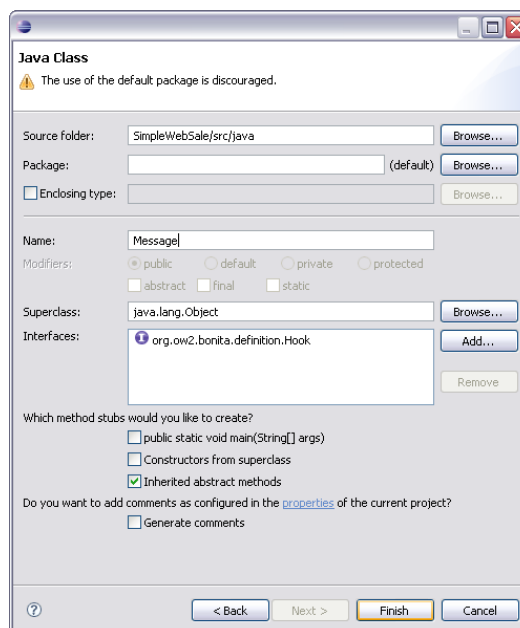 Java Class
The use of the default package is discouraged.
Source folder: SimpleWebSale/src/java Browse...
Package: (default) Browse...
Enclosing type: Browse...
Name: Message
Modifiers: public default private protected
abstract final static
Superclass: java.lang.Object Browse...
Interfaces: org.ow2.bonita.definition.Hook Add...
Remove
Which method stubs would you like to create?
public static void main(String[] args)
Constructors from superclass
Inherited abstract methods
Do you want to add comments as configured in the properties of the current project?
Generate comments
? < Back Next > Finish Cancel